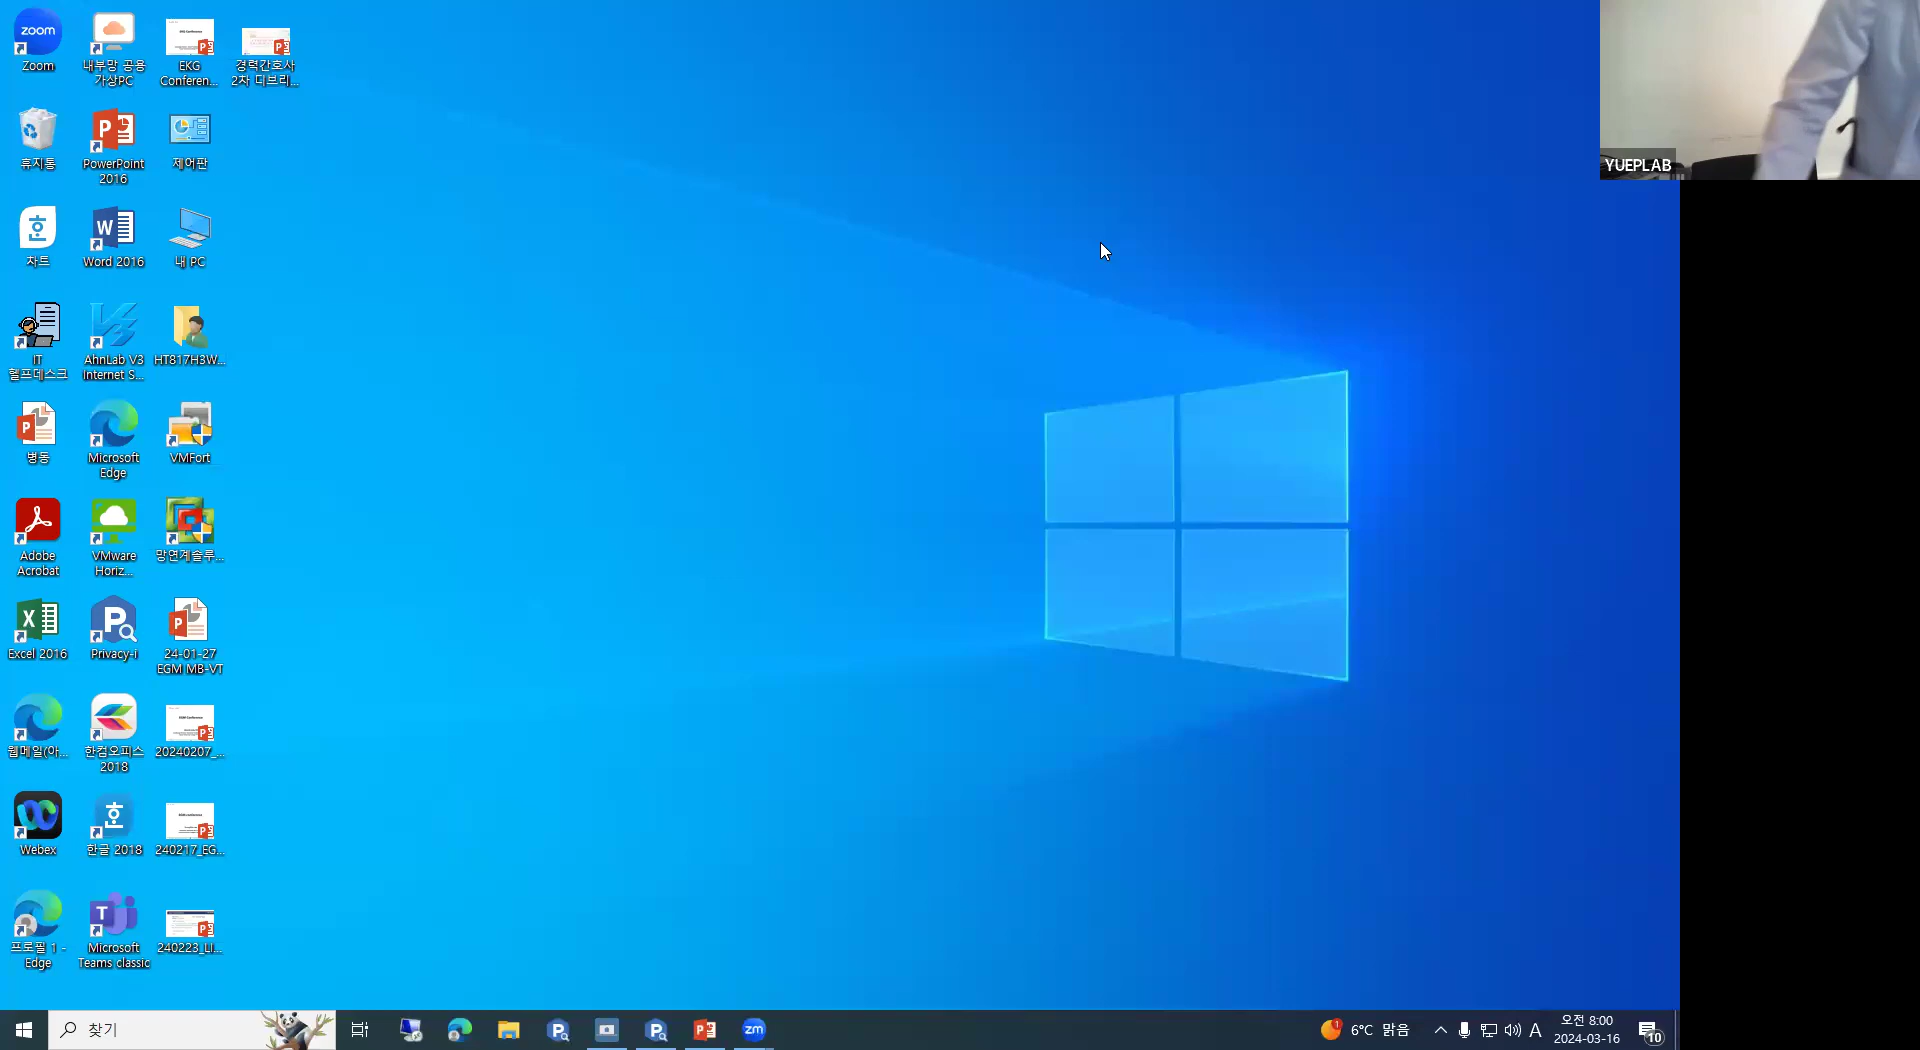 zoom
Zoom
내부망 공용
가상PC
EKG
Conferen...
경력간호사
2차 디브리...
휴지통
PowerPoint
2016
제어판
차트
Word 2016
내 PC
IT
헬프데스크
AhnLab V3
Internet S...
HT817H3W...
병동
Microsoft
Edge
VMFort
Adobe
Acrobat
VMware
Horiz...
망연계솔루...
Excel 2016
Privacy-i
24-01-27
EGM MB-VT
웹메일(아...
한컴오피스
2018
20240207_...
Webex
한글 2018
240217_EG...
프로필 1 -
Edge
Microsoft
Teams classic
240223_LI...
YUEPLAB
찾기
zm
1
6°C 맑음
A
오전 8:00
2024-03-16
10